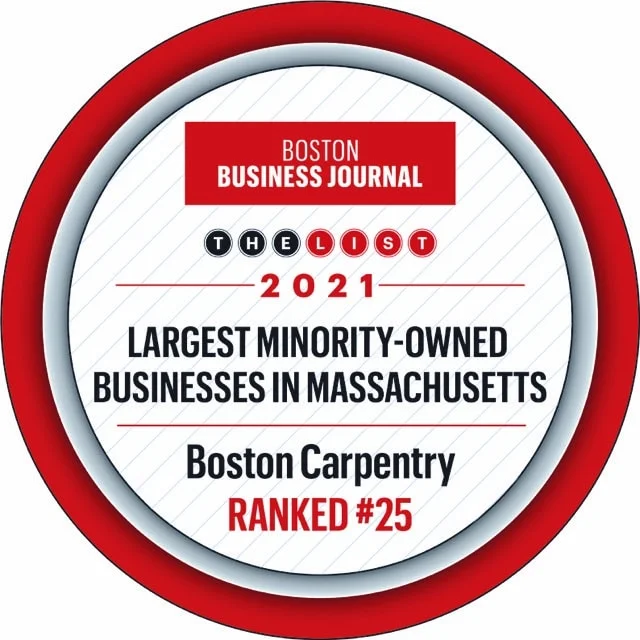 BOSTON
BUSINESS JOURNAL
THE LIST
2021
LARGEST MINORITY-OWNED
BUSINESSES IN MASSACHUSETTS
Boston Carpentry
RANKED #25